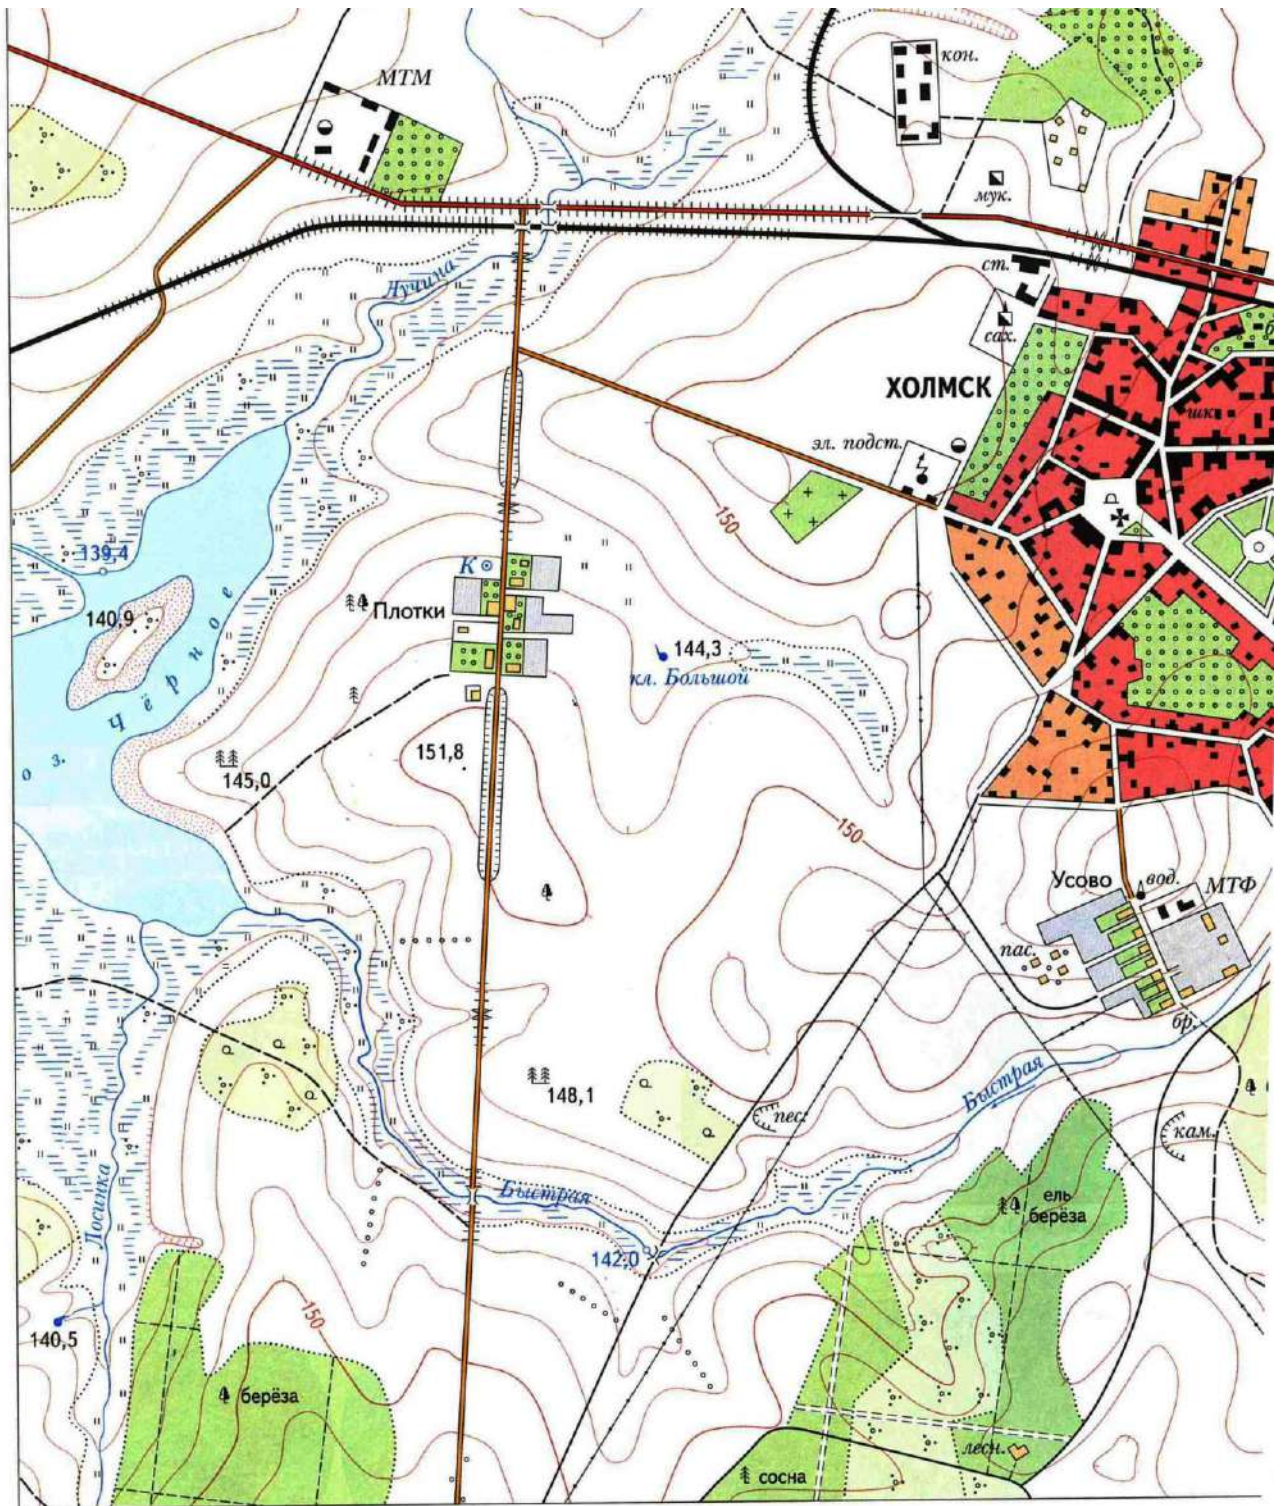 МТМ
кон.
мук.
ст.
Лучина
сах.
ХОЛМСК
шк.
эл. подст.
150
139,4
К
140,9
Плотки
144,3
кл. Большой
оз. Чёрное
151,8
145,0
150
Усово
вод.
МТФ
пас.
бр.
148,1
пес.
Быстрая
кам.
Лосинка
Быстрая
ель
берёза
142,0
150
140,5
берёза
лесн.
сосна